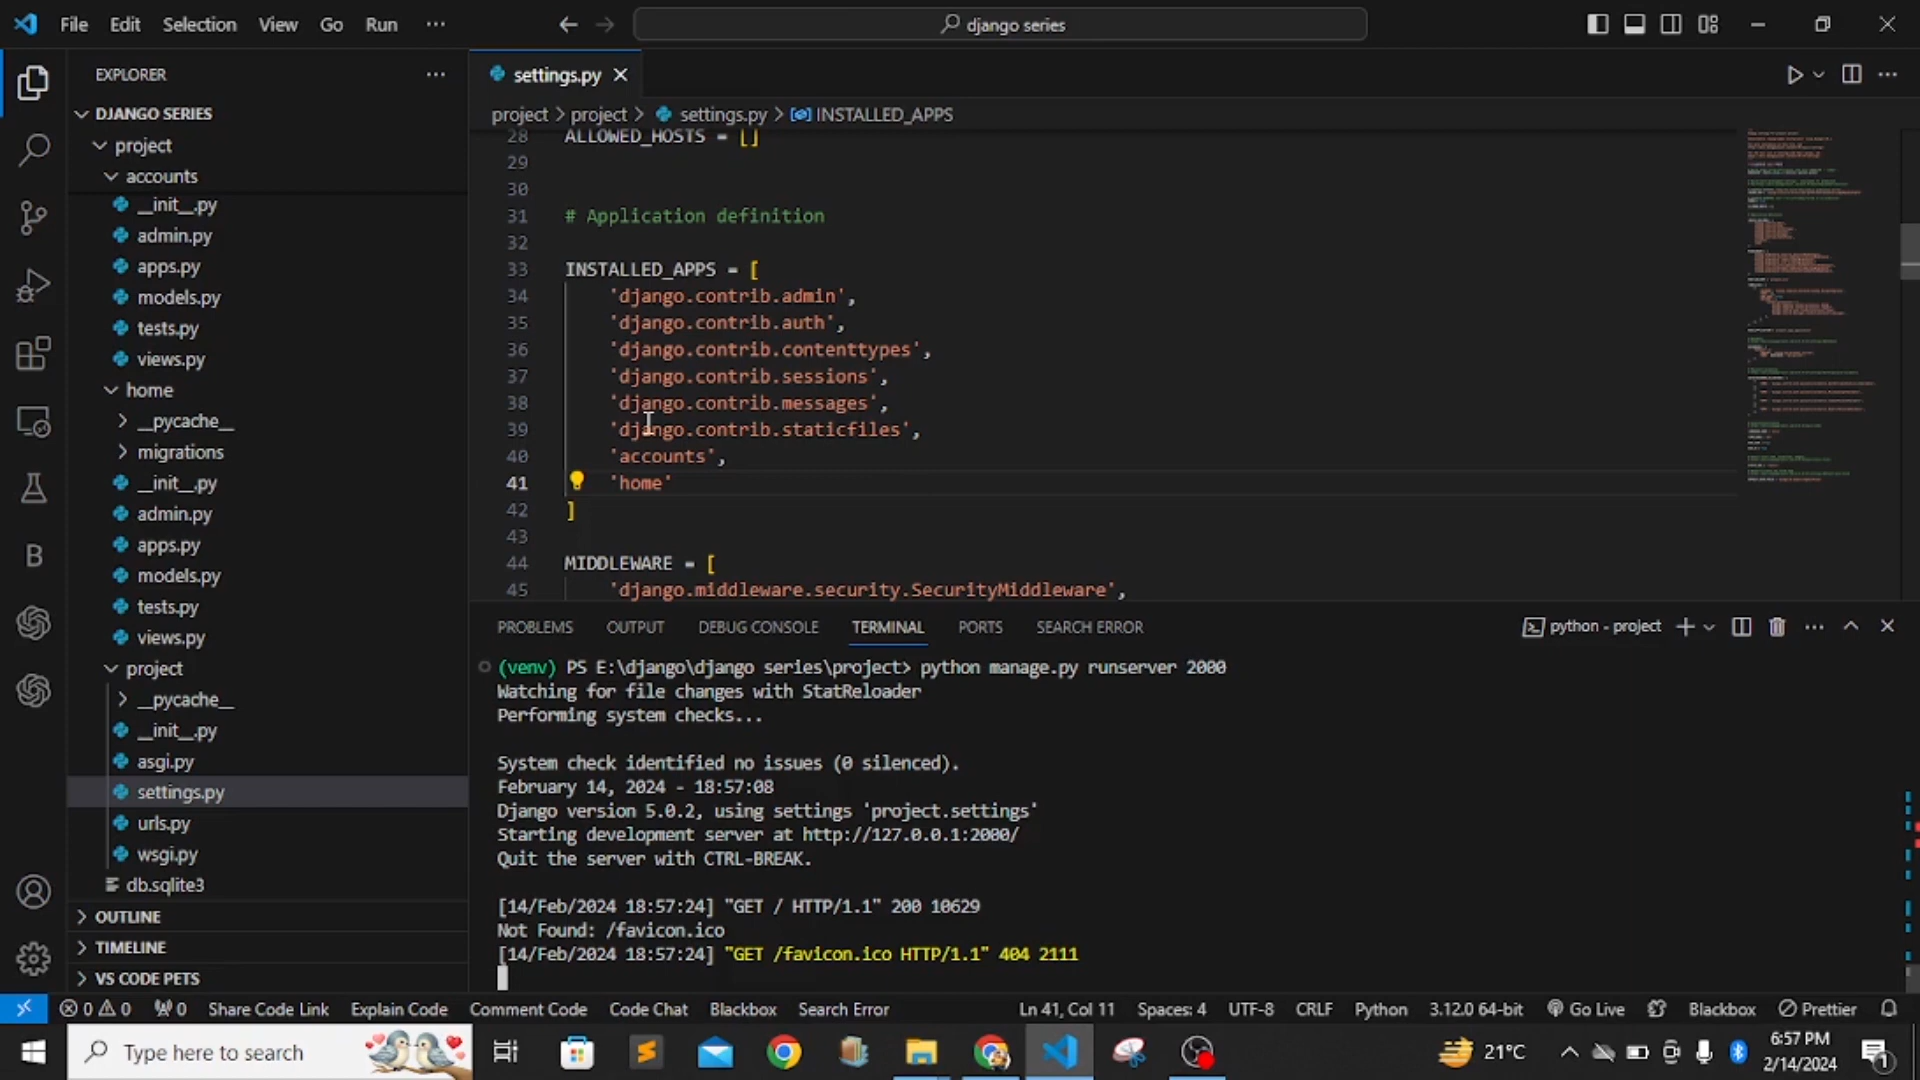 File Edit Selection View Go Run ···
django series
EXPLORER
DJANGO SERIES
project
accounts
__init__.py
admin.py
apps.py
models.py
tests.py
views.py
home
__pycache__
migrations
__init__.py
admin.py
apps.py
models.py
tests.py
views.py
project
__pycache__
__init__.py
asgi.py
settings.py
urls.py
wsgi.py
db.sqlite3
OUTLINE
TIMELINE
VS CODE PETS
settings.py
project > project > settings.py > INSTALLED_APPS
28 ALLOWED_HOSTS = []
29
30
31 # Application definition
32
33 INSTALLED_APPS = [
34 'django.contrib.admin',
35 'django.contrib.auth',
36 'django.contrib.contenttypes',
37 'django.contrib.sessions',
38 'django.contrib.messages',
39 'django.contrib.staticfiles',
40 'accounts',
41 'home'
42 ]
43
44 MIDDLEWARE = [
45 'django.middleware.security.SecurityMiddleware',
PROBLEMS OUTPUT DEBUG CONSOLE TERMINAL PORTS SEARCH ERROR
python - project
(venv) PS E:\django\django series\project> python manage.py runserver 2000
Watching for file changes with StatReloader
Performing system checks...
System check identified no issues (0 silenced).
February 14, 2024 - 18:57:08
Django version 5.0.2, using settings 'project.settings'
Starting development server at http://127.0.0.1:2000/
Quit the server with CTRL-BREAK.
[14/Feb/2024 18:57:24] "GET / HTTP/1.1" 200 10629
Not Found: /favicon.ico
[14/Feb/2024 18:57:24] "GET /favicon.ico HTTP/1.1" 404 2111
0 0 0 Share Code Link Explain Code Comment Code Code Chat Blackbox Search Error Ln 41, Col 11 Spaces: 4 UTF-8 CRLF Python 3.12.0 64-bit Go Live Blackbox Prettier
Type here to search
21°C
6:57 PM
2/14/2024
1